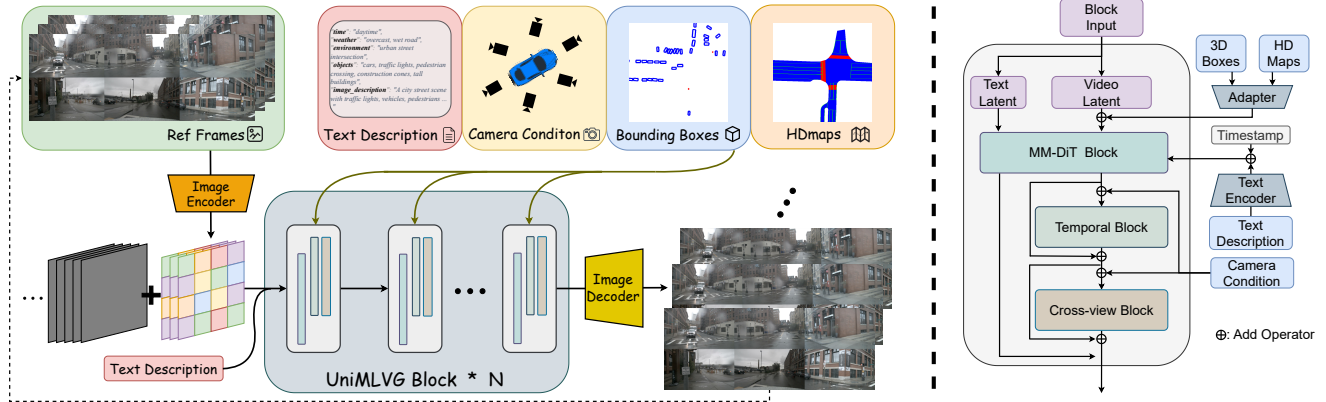 'time': "daytime",
'weather': "overcast, wet road",
'environment': "urban street
intersection",
'objects': "cars, traffic lights, pedestrian
crossing, construction cones, tall
buildings",
'image_description': "A city street scene
with traffic lights, vehicles, pedestrians ...
"
Ref Frames
Text Description
Camera Conditon
Bounding Boxes
HDmaps
Image
Encoder
Image
Decoder
Text Description
UniMLVG Block * N
Block
Input
3D
Boxes
HD
Maps
Text
Latent
Video
Latent
Adapter
Timestamp
MM-DiT Block
Text
Encoder
Temporal Block
Text
Description
Camera
Condition
Cross-view Block
⊕: Add Operator